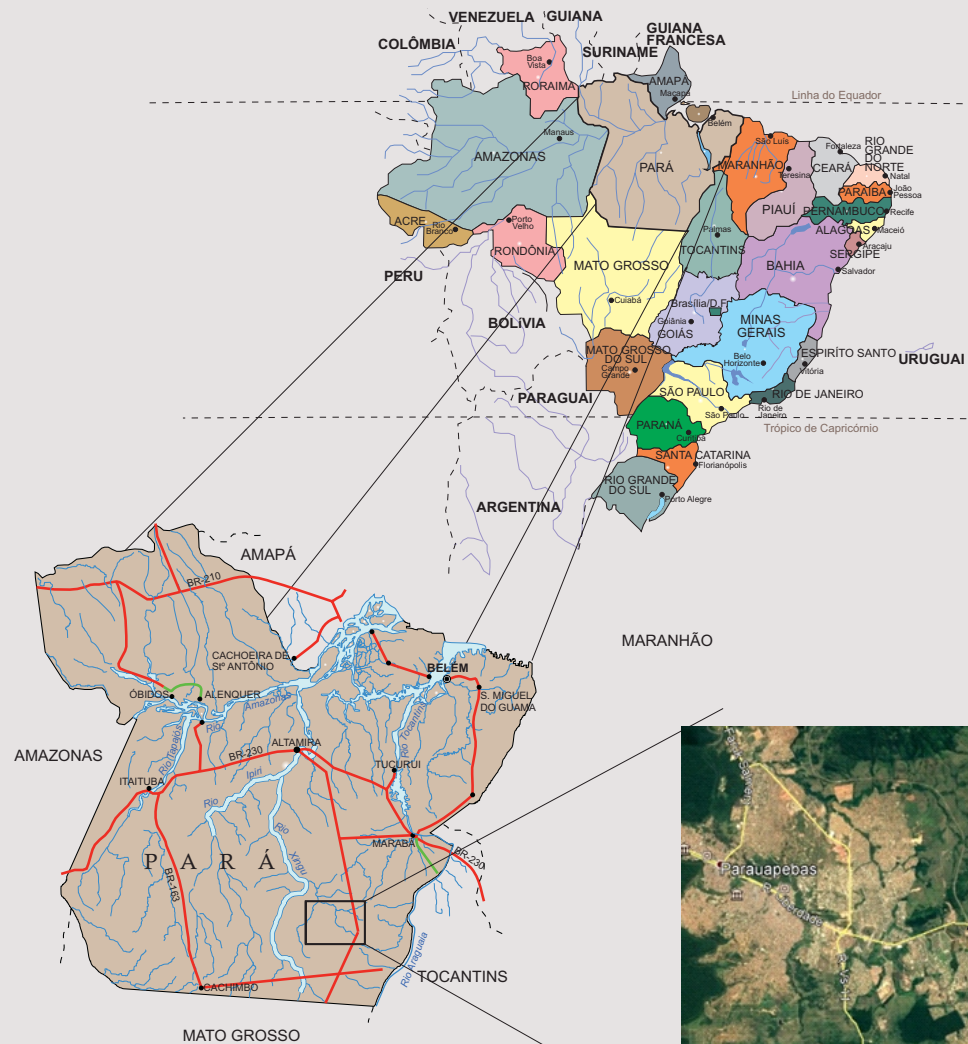 VENEZUELA
GUIANA
GUIANA
FRANCESA
COLÔMBIA
SURINAME
Boa
Vista
RORAIMA
AMAPÁ
Macapá
Linha do Equador
Belém
Manaus
AMAZONAS
PARÁ
São Luís
MARANHÃO
Teresina
Fortaleza
CEARÁ
RIO
GRANDE
DO
NORTE
Natal
PARAÍBA
João
Pessoa
PIAUÍ
PERNAMBUCO
Recife
ALAGOAS
Maceió
SERGIPE
Aracaju
ACRE
Rio
Branco
Porto
Velho
RONDÔNIA
Palmas
TOCANTINS
MATO GROSSO
BAHIA
Salvador
PERU
Cuiabá
Brasília/D.F.
Goiânia
GOIÁS
MINAS
GERAIS
BOLíVIA
MATO GROSSO
DO SUL
Campo
Grande
Belo
Horizonte
ESPIRÍTO SANTO
Vitória
URUGUAI
PARAGUAI
SÃO PAULO
São Paulo
RIO DE JANEIRO
Rio de
Janeiro
PARANÁ
Curitiba
Trópico de Capricórnio
SANTA CATARINA
Florianópolis
RIO GRANDE
DO SUL
Porto Alegre
ARGENTINA
AMAPÁ
BR-210
MARANHÃO
CACHOEIRA DE
Stº ANTÔNIO
BELÉM
ÓBIDOS
ALENQUER
Rio
Amazonas
S. MIGUEL
DO GUAMA
Rio Tocantins
AMAZONAS
Rio Tapajós
BR-230
ALTAMIRA
TUCURUI
ITAITUBA
Rio
Ipiri
Rio
Xingu
MARABÁ
BR-230
PARÁ
BR-163
Parauapebas
Liberdade
Rio Araguaia
TOCANTINS
CACHIMBO
MATO GROSSO